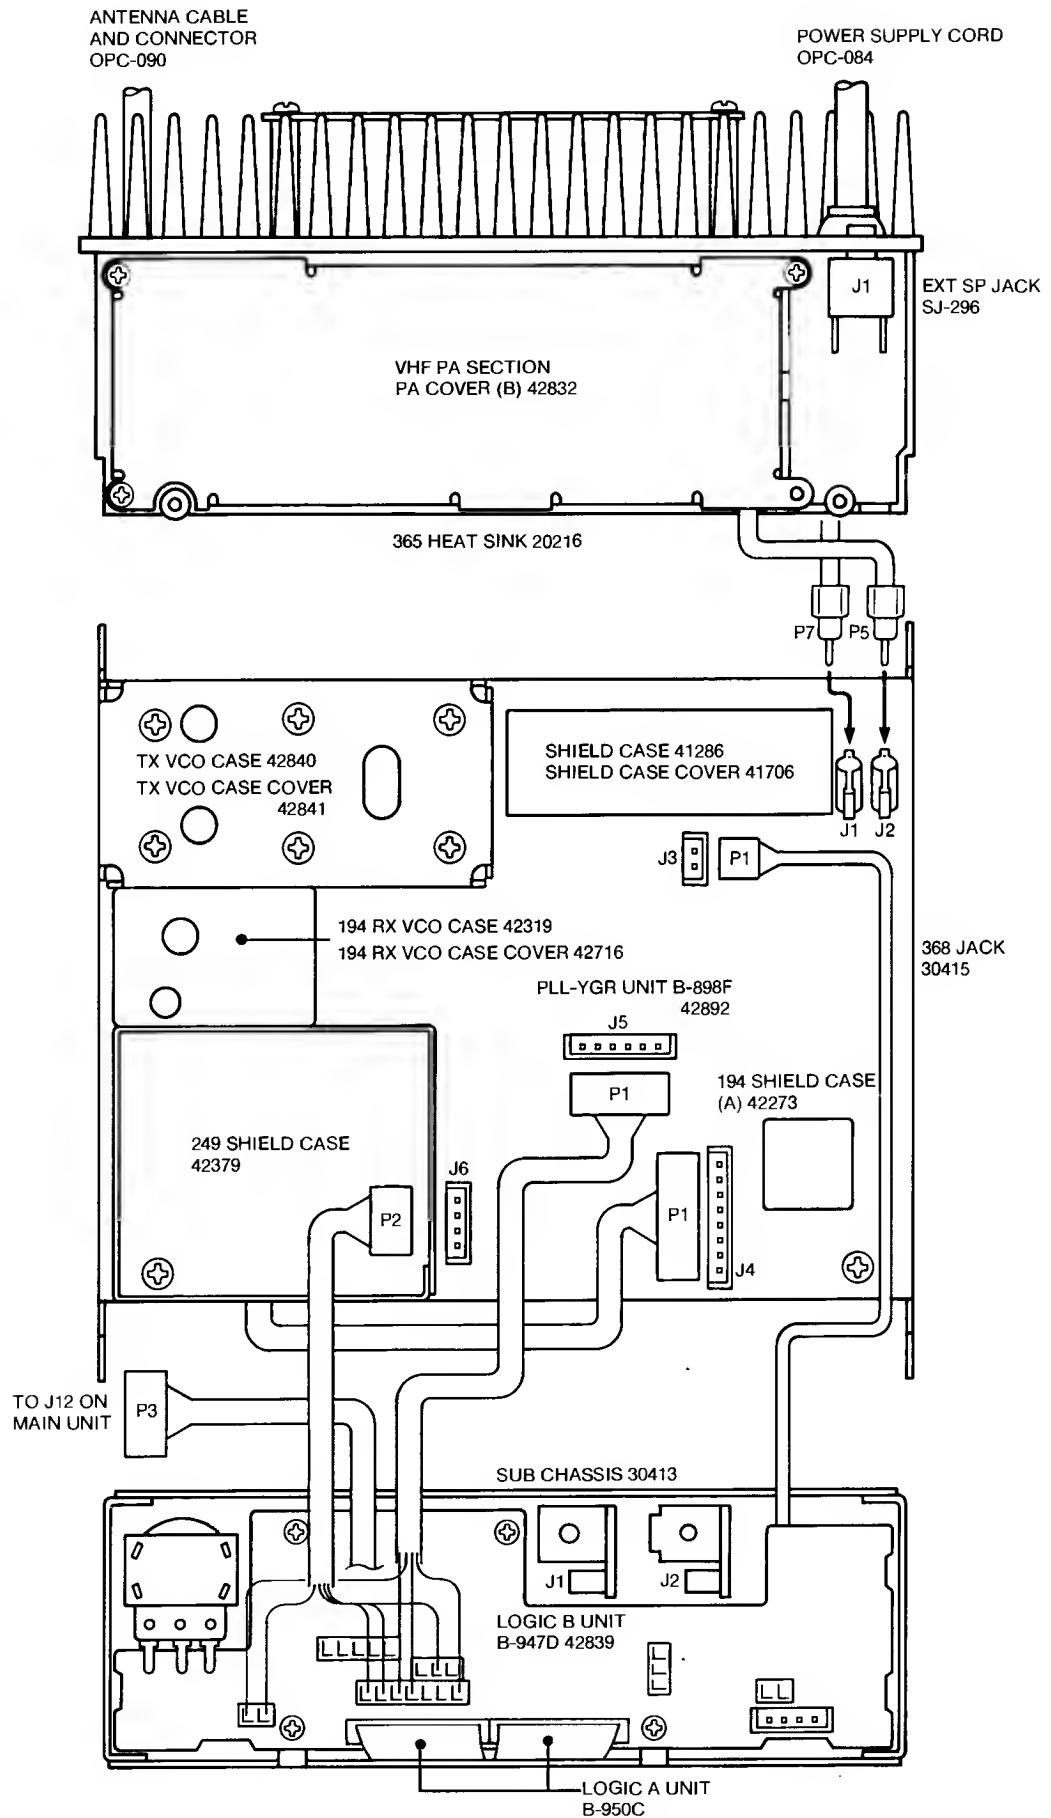 ANTENNA CABLE
AND CONNECTOR
OPC-090
POWER SUPPLY CORD
OPC-084
J1
EXT SP JACK
SJ-296
VHF PA SECTION
PA COVER (B) 42832
365 HEAT SINK 20216
P7
P5
TX VCO CASE 42840
TX VCO CASE COVER
42841
SHIELD CASE 41286
SHIELD CASE COVER 41706
J1
J2
J3
P1
194 RX VCO CASE 42319
194 RX VCO CASE COVER 42716
368 JACK
30415
PLL-YGR UNIT B-898F
42892
J5
P1
194 SHIELD CASE
(A) 42273
249 SHIELD CASE
42379
J6
P2
P1
J4
TO J12 ON
MAIN UNIT
P3
SUB CHASSIS 30413
J1
J2
LOGIC B UNIT
B-947D 42839
LOGIC A UNIT
B-950C